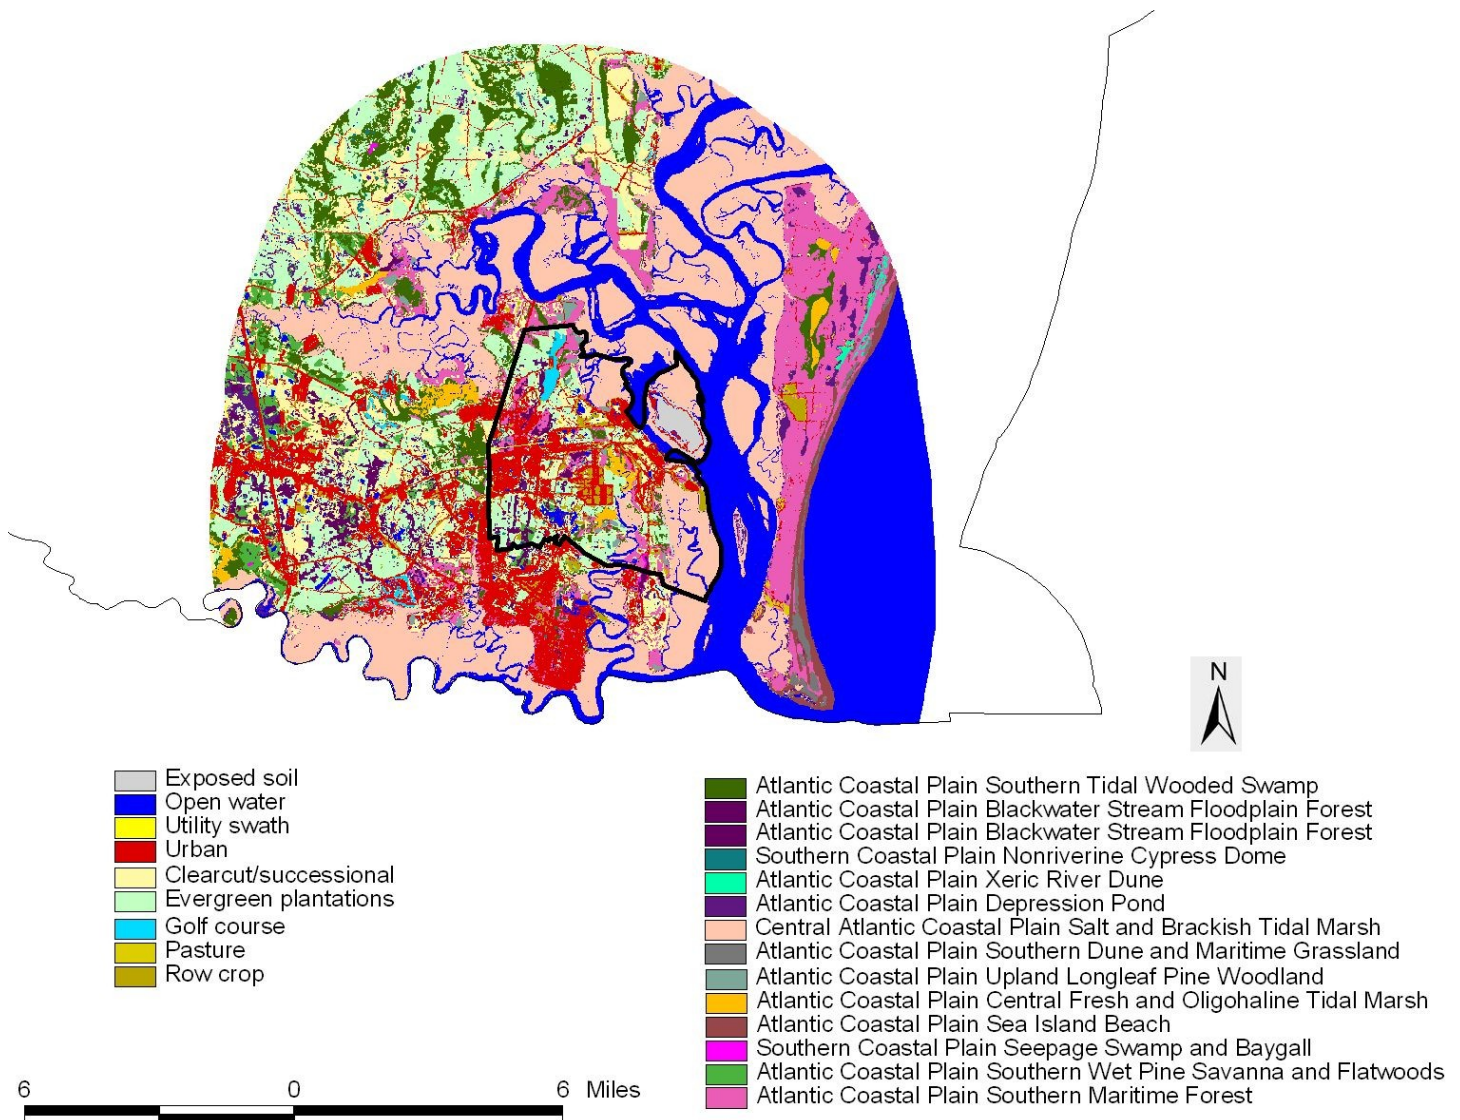 N
Exposed soil
Open water
Utility swath
Urban
Clearcut/successional
Evergreen plantations
Golf course
Pasture
Row crop
Atlantic Coastal Plain Southern Tidal Wooded Swamp
Atlantic Coastal Plain Blackwater Stream Floodplain Forest
Atlantic Coastal Plain Blackwater Stream Floodplain Forest
Southern Coastal Plain Nonriverine Cypress Dome
Atlantic Coastal Plain Xeric River Dune
Atlantic Coastal Plain Depression Pond
Central Atlantic Coastal Plain Salt and Brackish Tidal Marsh
Atlantic Coastal Plain Southern Dune and Maritime Grassland
Atlantic Coastal Plain Upland Longleaf Pine Woodland
Atlantic Coastal Plain Central Fresh and Oligohaline Tidal Marsh
Atlantic Coastal Plain Sea Island Beach
Southern Coastal Plain Seepage Swamp and Baygall
Atlantic Coastal Plain Southern Wet Pine Savanna and Flatwoods
Atlantic Coastal Plain Southern Maritime Forest
6 0 6 Miles